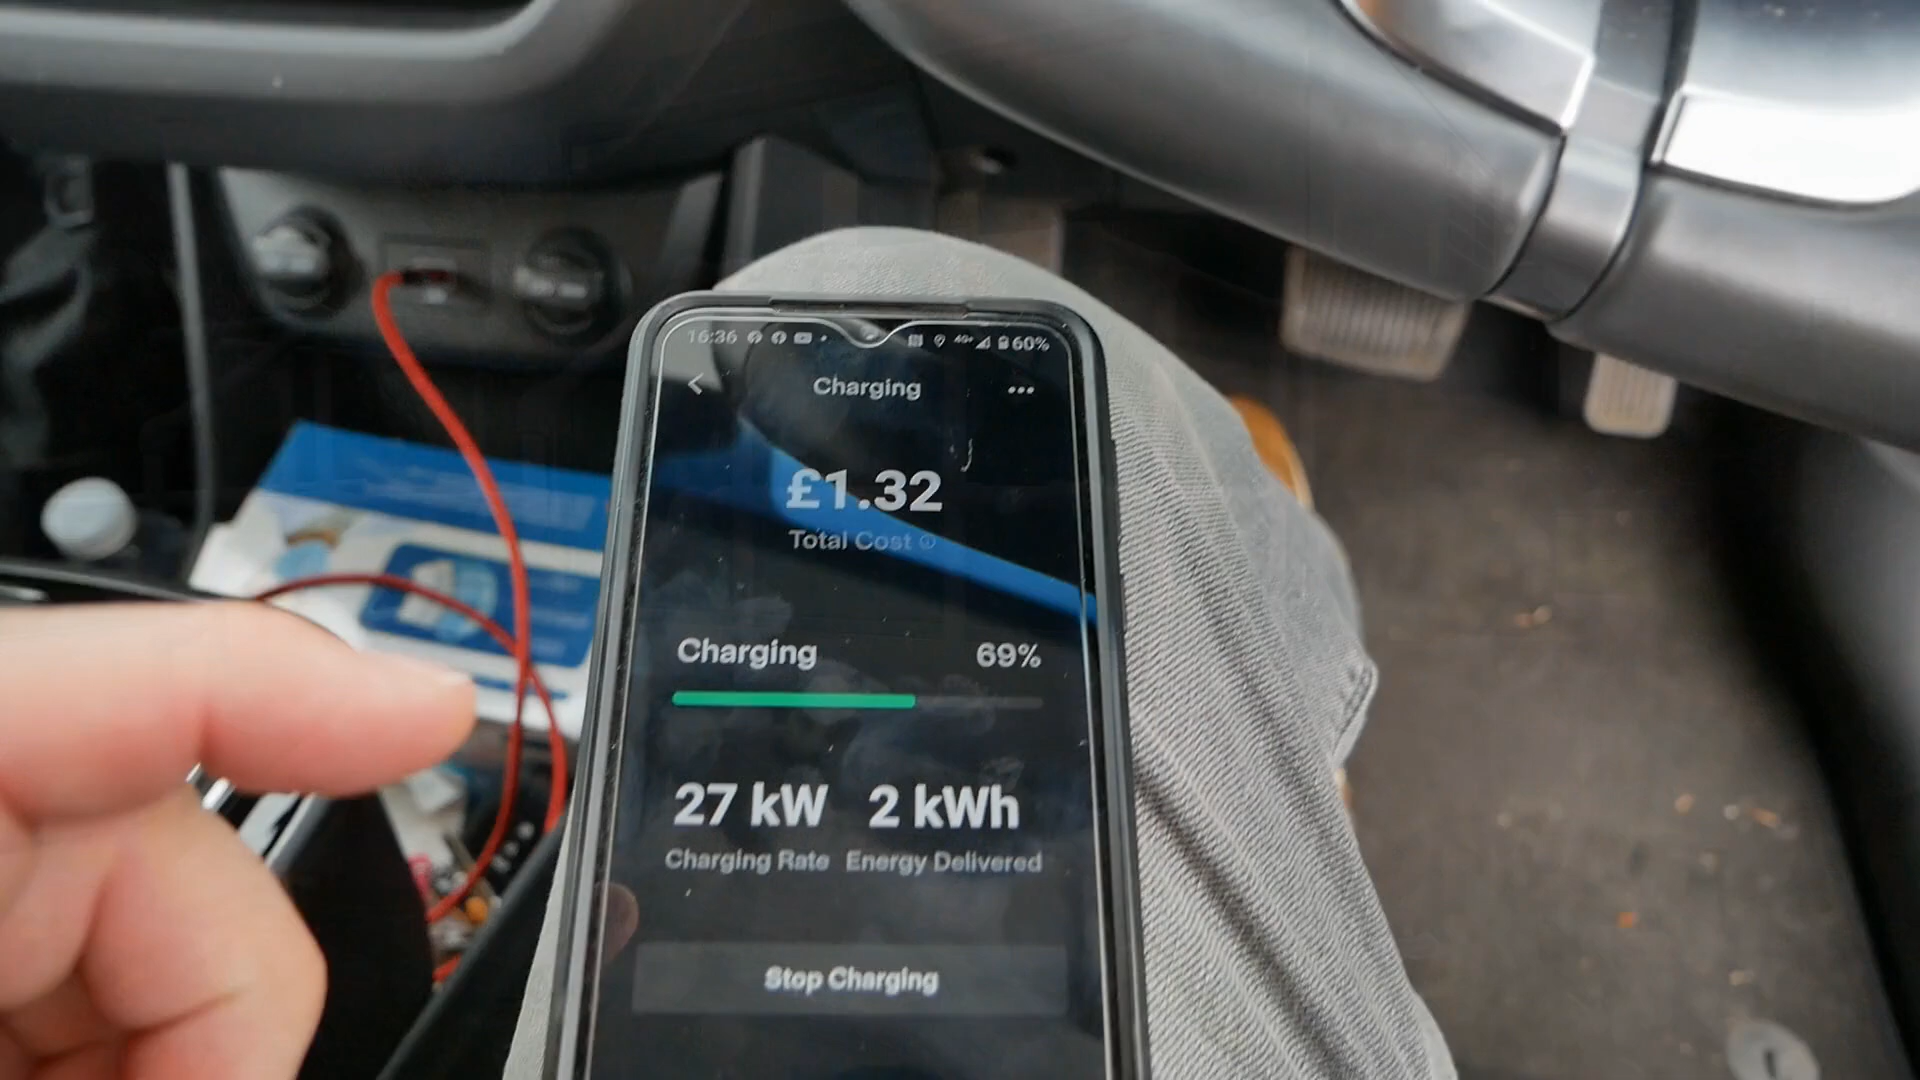 16:36 4G+ 60%
Charging
£1.32
Total Cost
Charging 69%
27 kW 2 kWh
Charging Rate Energy Delivered
Stop Charging